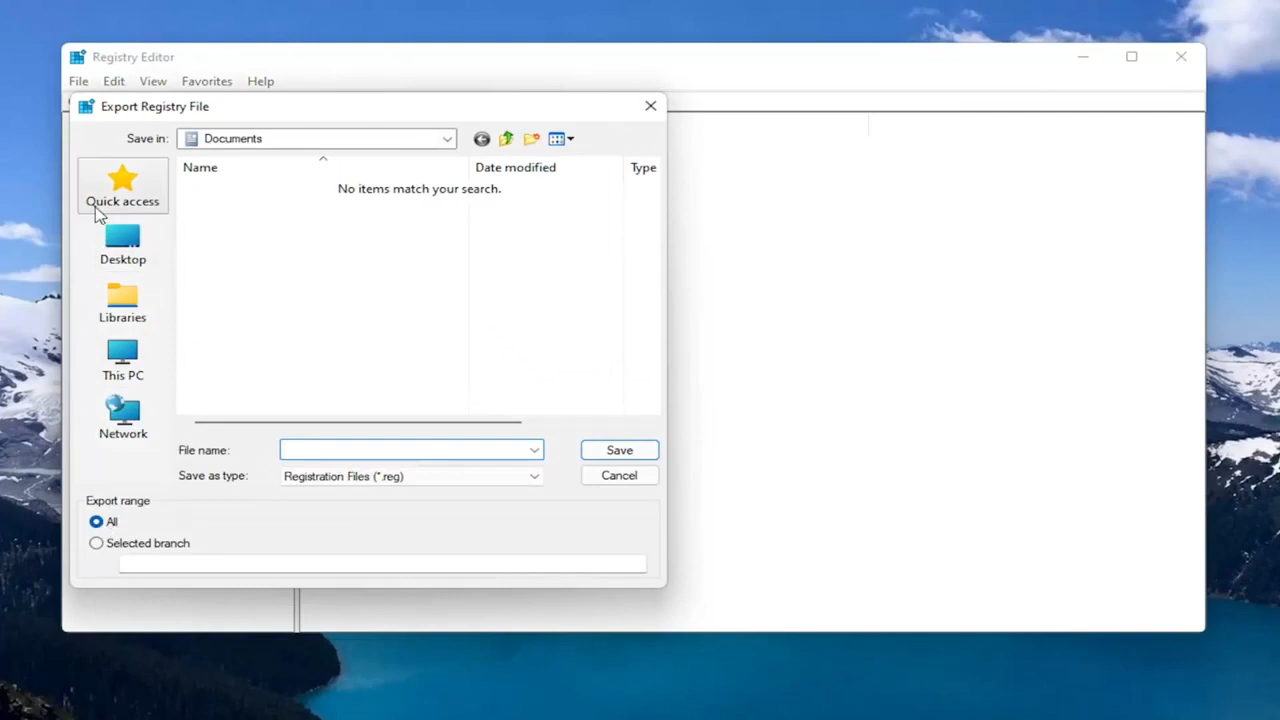 Registry Editor
File Edit View Favorites Help
Export Registry File
Save in: Documents
Name Date modified Type
No items match your search.
Quick access
Desktop
Libraries
This PC
Network
File name: Save
Save as type: Registration Files (*.reg) Cancel
Export range
All
Selected branch